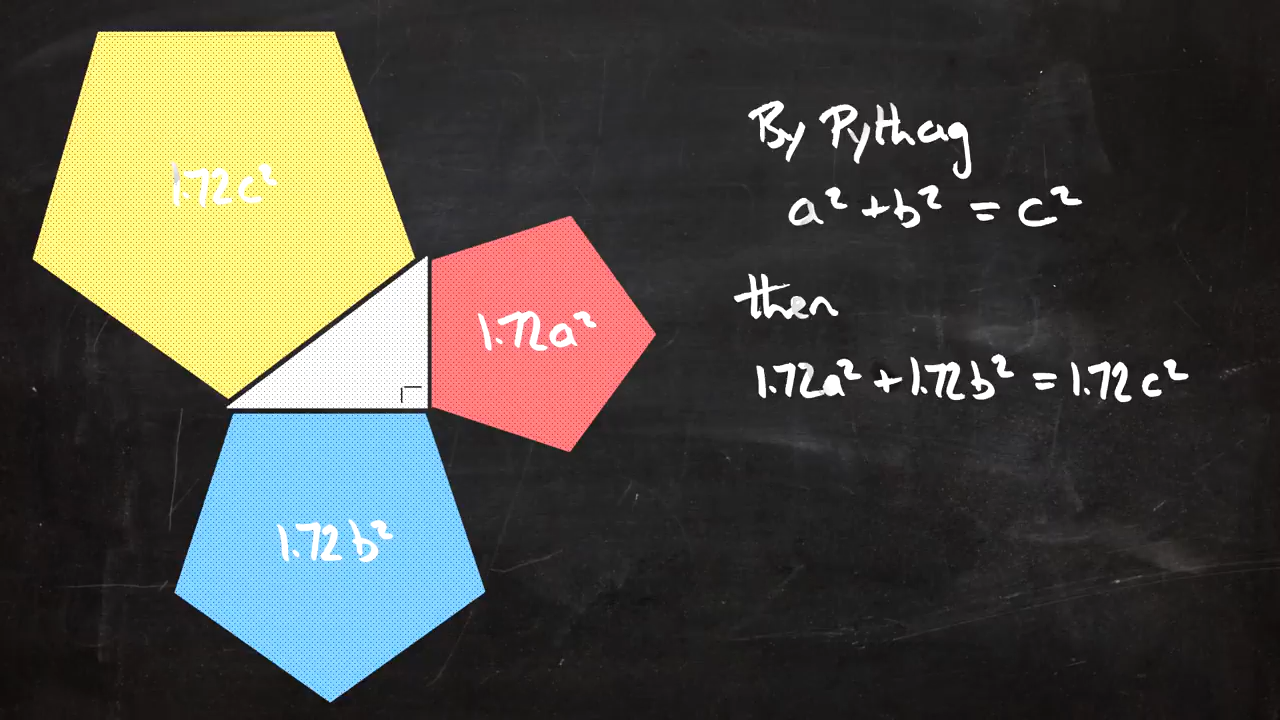 1.72c²
1.72a²
1.72b²
By Pythag
a² + b² = c²
then
1.72a² + 1.72b² = 1.72c²